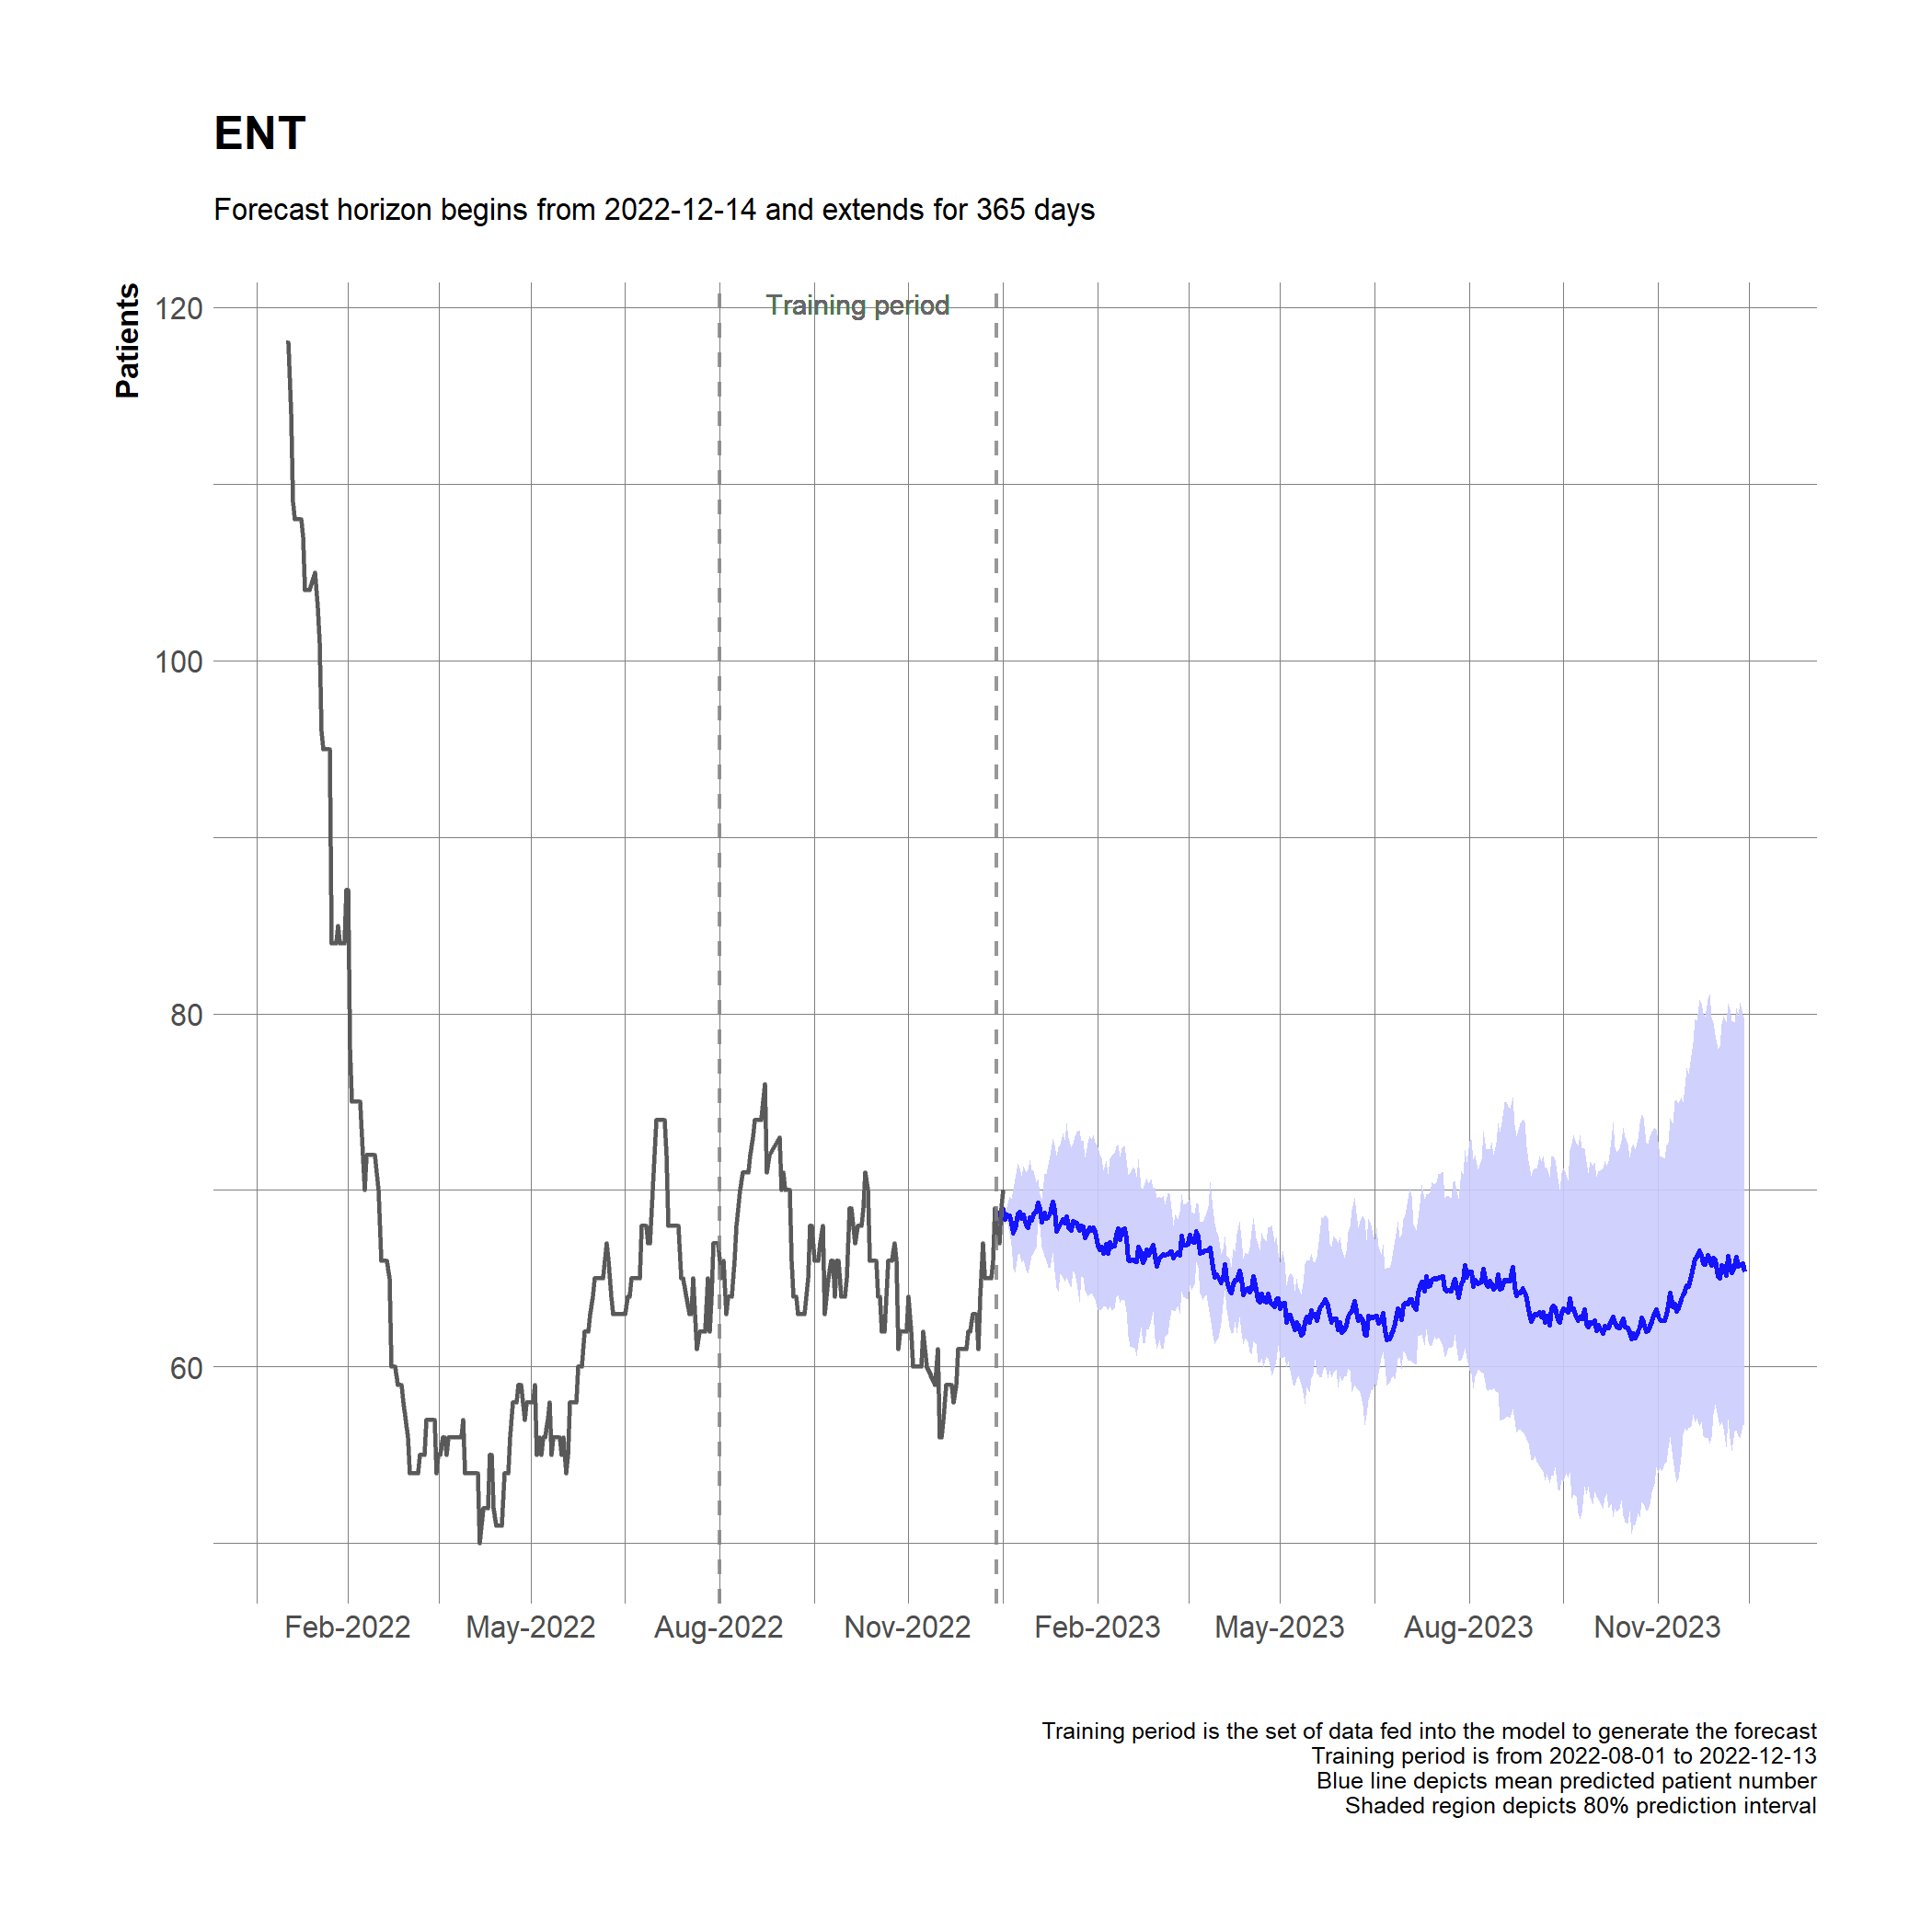 ENT
Forecast horizon begins from 2022-12-14 and extends for 365 days
Patients
120
100
80
60
Training period
Feb-2022
May-2022
Aug-2022
Nov-2022
Feb-2023
May-2023
Aug-2023
Nov-2023
Training period is the set of data fed into the model to generate the forecast
Training period is from 2022-08-01 to 2022-12-13
Blue line depicts mean predicted patient number
Shaded region depicts 80% prediction interval